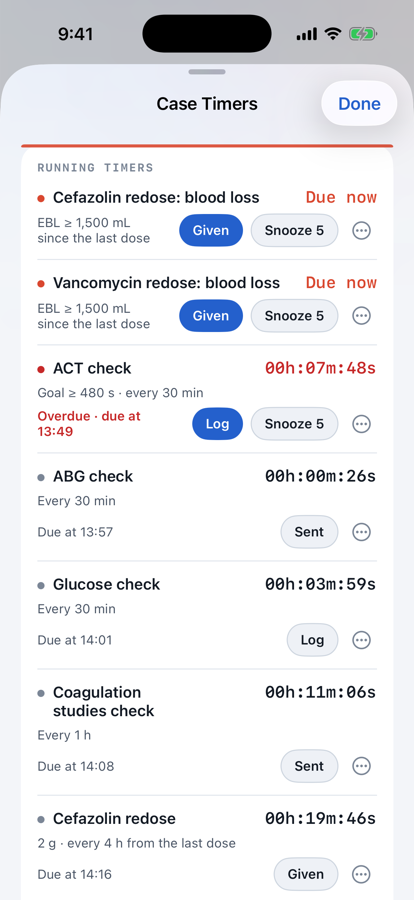 9:41
Case Timers
Done
RUNNING TIMERS
Cefazolin redose: blood loss Due now
EBL ≥ 1,500 mL
since the last dose
Given Snooze 5
Vancomycin redose: blood loss Due now
EBL ≥ 1,500 mL
since the last dose
Given Snooze 5
ACT check 00h:07m:48s
Goal ≥ 480 s · every 30 min
Overdue · due at
13:49
Log Snooze 5
ABG check 00h:00m:26s
Every 30 min
Due at 13:57 Sent
Glucose check 00h:03m:59s
Every 30 min
Due at 14:01 Log
Coagulation
studies check 00h:11m:06s
Every 1 h
Due at 14:08 Sent
Cefazolin redose 00h:19m:46s
2 g · every 4 h from the last dose
Due at 14:16 Given